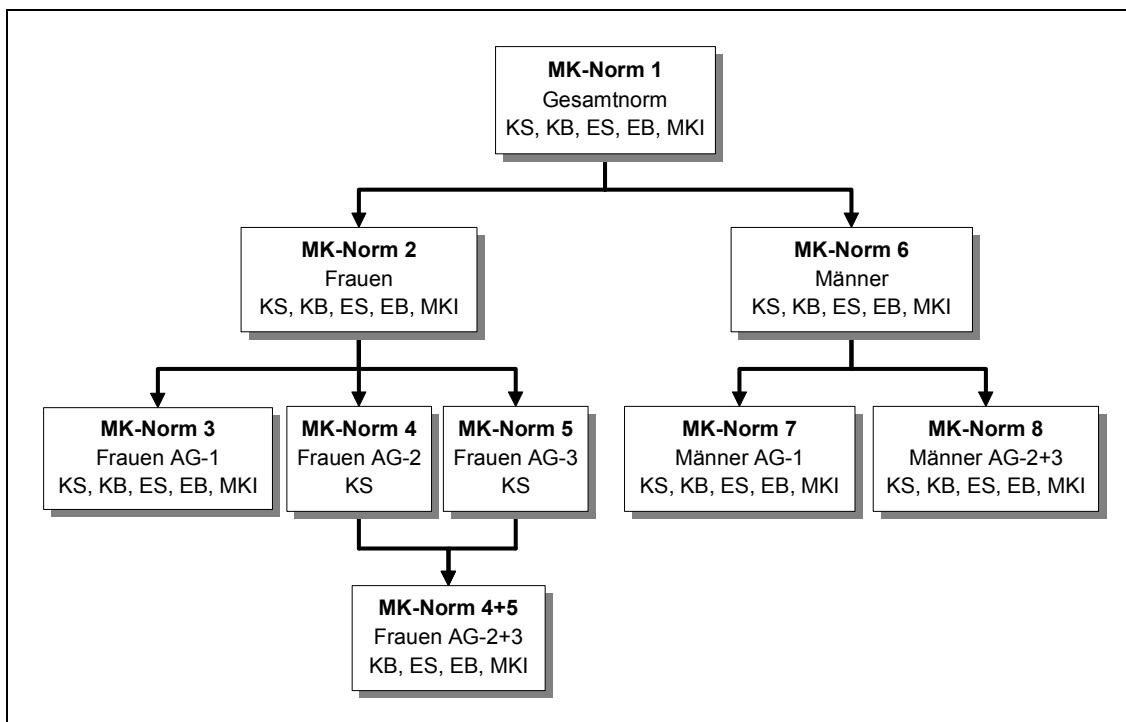 MK-Norm 1
Gesamtnorm
KS, KB, ES, EB, MKI
MK-Norm 2
Frauen
KS, KB, ES, EB, MKI
MK-Norm 6
Männer
KS, KB, ES, EB, MKI
MK-Norm 3
Frauen AG-1
KS, KB, ES, EB, MKI
MK-Norm 4
Frauen AG-2
KS
MK-Norm 5
Frauen AG-3
KS
MK-Norm 7
Männer AG-1
KS, KB, ES, EB, MKI
MK-Norm 8
Männer AG-2+3
KS, KB, ES, EB, MKI
MK-Norm 4+5
Frauen AG-2+3
KB, ES, EB, MKI